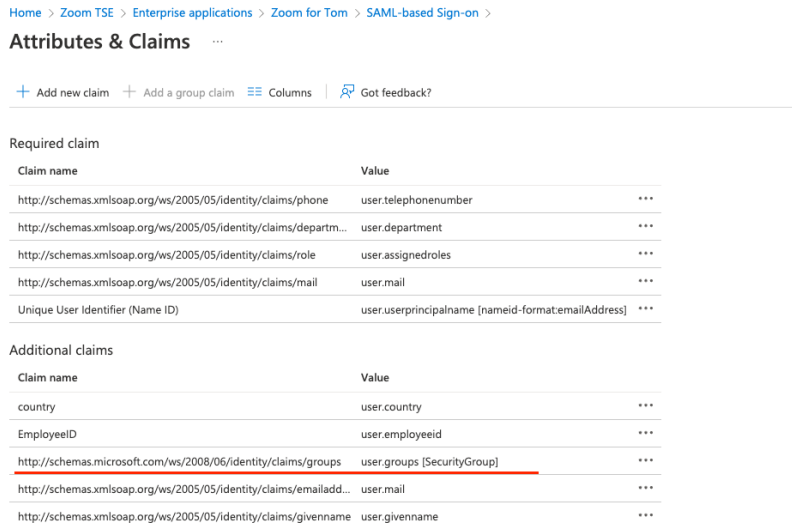 Home > Zoom TSE > Enterprise applications > Zoom for Tom > SAML-based Sign-on >
Attributes & Claims ...
Add new claim Add a group claim Columns Got feedback?
Required claim
Claim name Value
http://schemas.xmlsoap.org/ws/2005/05/identity/claims/phone user.telephonenumber
http://schemas.xmlsoap.org/ws/2005/05/identity/claims/departm... user.department
http://schemas.xmlsoap.org/ws/2005/05/identity/claims/role user.assignedroles
http://schemas.xmlsoap.org/ws/2005/05/identity/claims/mail user.mail
Unique User Identifier (Name ID) user.userprincipalname [nameid-format:emailAddress]
Additional claims
Claim name Value
country user.country
EmployeeID user.employeeid
http://schemas.microsoft.com/ws/2008/06/identity/claims/groups user.groups [SecurityGroup]
http://schemas.xmlsoap.org/ws/2005/05/identity/claims/emailadd... user.mail
http://schemas.xmlsoap.org/ws/2005/05/identity/claims/givenname user.givenname